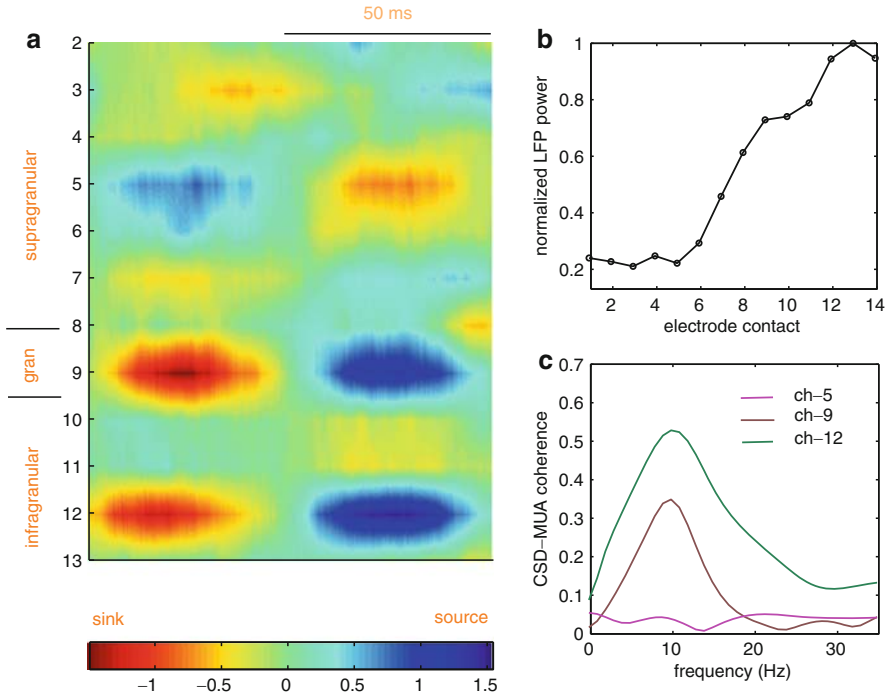 50 ms
a
2
3
4
5
6
7
8
9
10
11
12
13
supragranular
gran
infragranular
sink source
−1 −0.5 0 0.5 1 1.5
b
1
0.8
0.6
0.4
0.2
normalized LFP power
2 4 6 8 10 12 14
electrode contact
c
0.7
0.6
0.5
0.4
0.3
0.2
0.1
0
CSD−MUA coherence
ch−5
ch−9
ch−12
0 10 20 30
frequency (Hz)